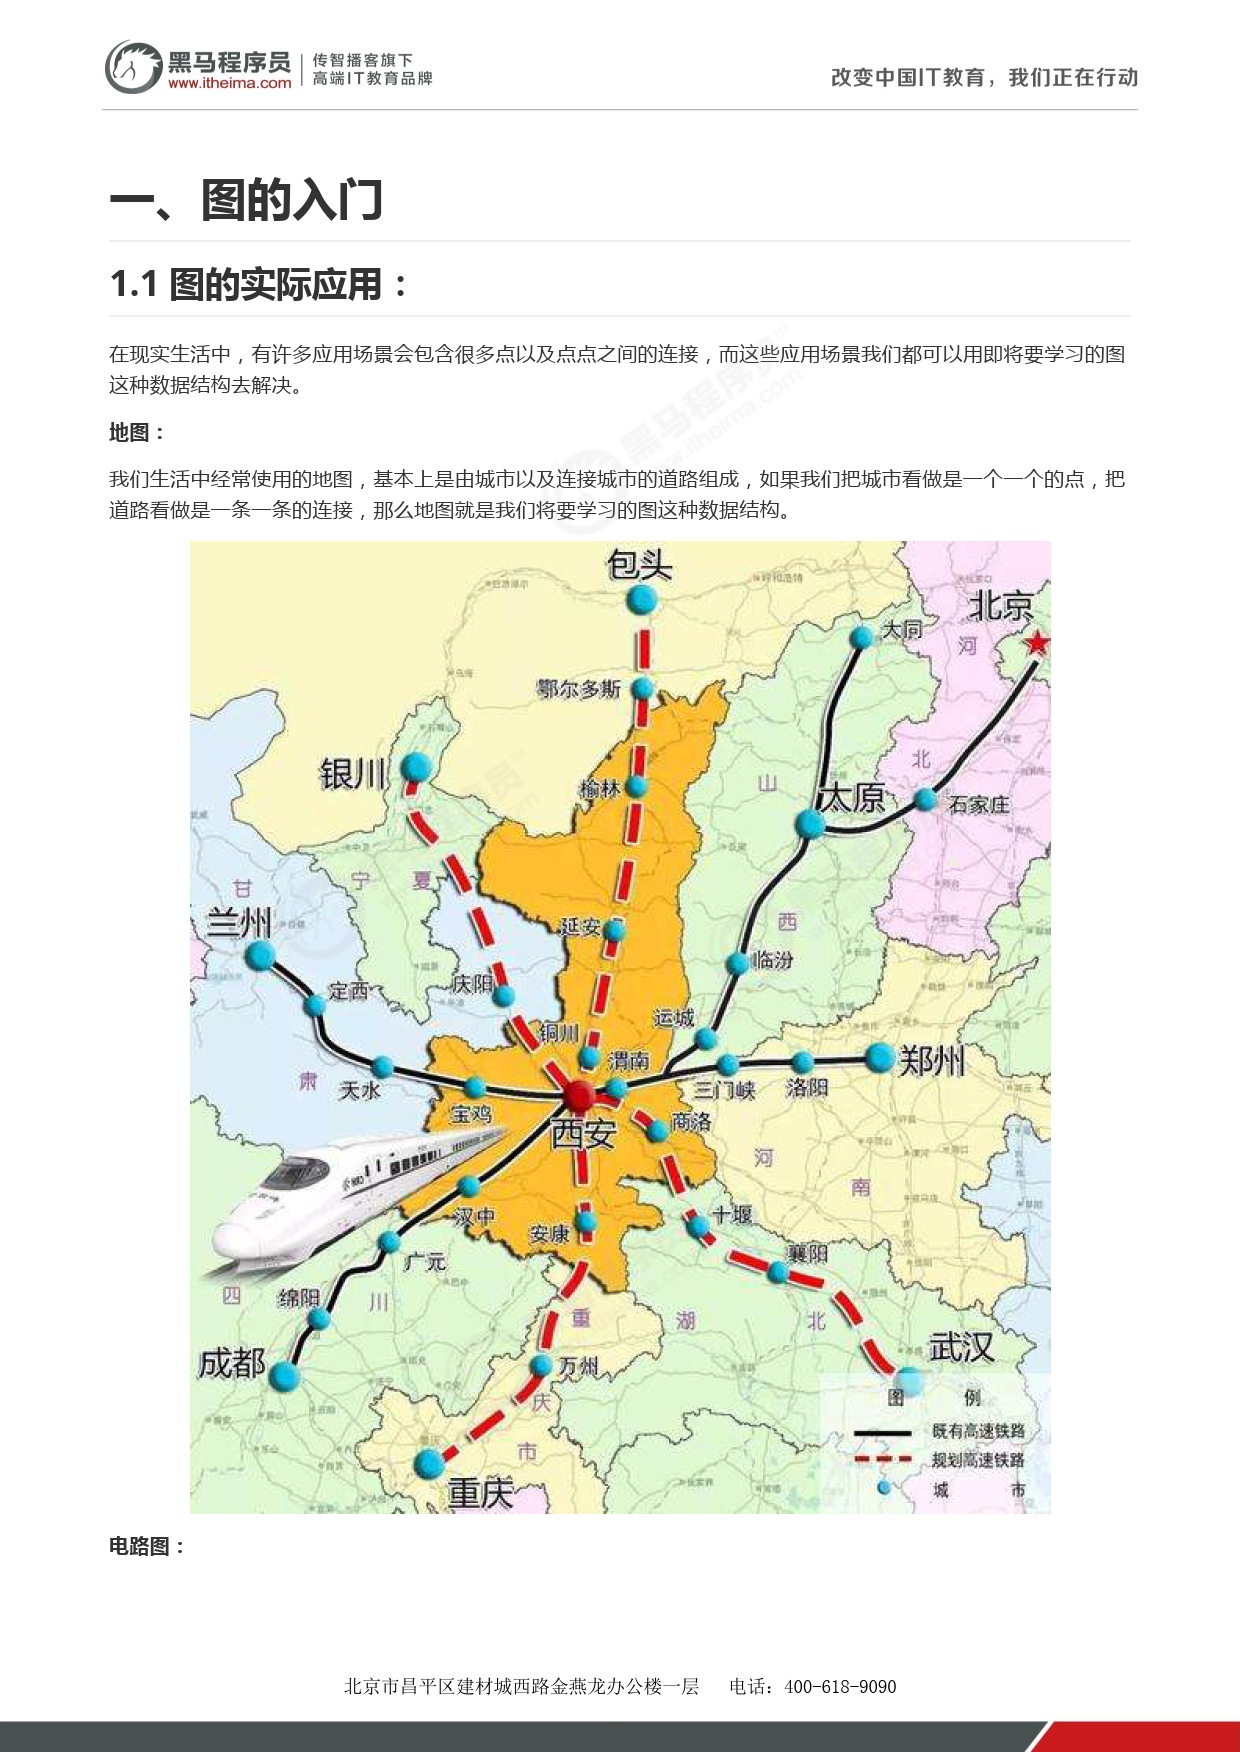 黑马程序员
www.itheima.com
传智播客旗下
高端IT教育品牌
改变中国IT教育，我们正在行动
一、图的入门
1.1 图的实际应用：
在现实生活中，有许多应用场景会包含很多点以及点点之间的连接，而这些应用场景我们都可以用即将要学习的图
这种数据结构去解决。
地图：
我们生活中经常使用的地图，基本上是由城市以及连接城市的道路组成，如果我们把城市看做是一个一个的点，把
道路看做是一条一条的连接，那么地图就是我们将要学习的图这种数据结构。
包头
北京
大同
河
鄂尔多斯
银川
榆林
山
北
太原
石家庄
甘
宁
夏
兰州
延安
西
临汾
定西
庆阳
铜川
运城
渭南
郑州
肃
天水
宝鸡
三门峡
洛阳
西安
商洛
河
南
汉中
安康
十堰
广元
襄阳
四
绵阳
川
重
湖
北
成都
万州
武汉
庆
市
重庆
图 例
既有高速铁路
规划高速铁路
城 市
电路图：
北京市昌平区建材城西路金燕龙办公楼一层 电话：400-618-9090